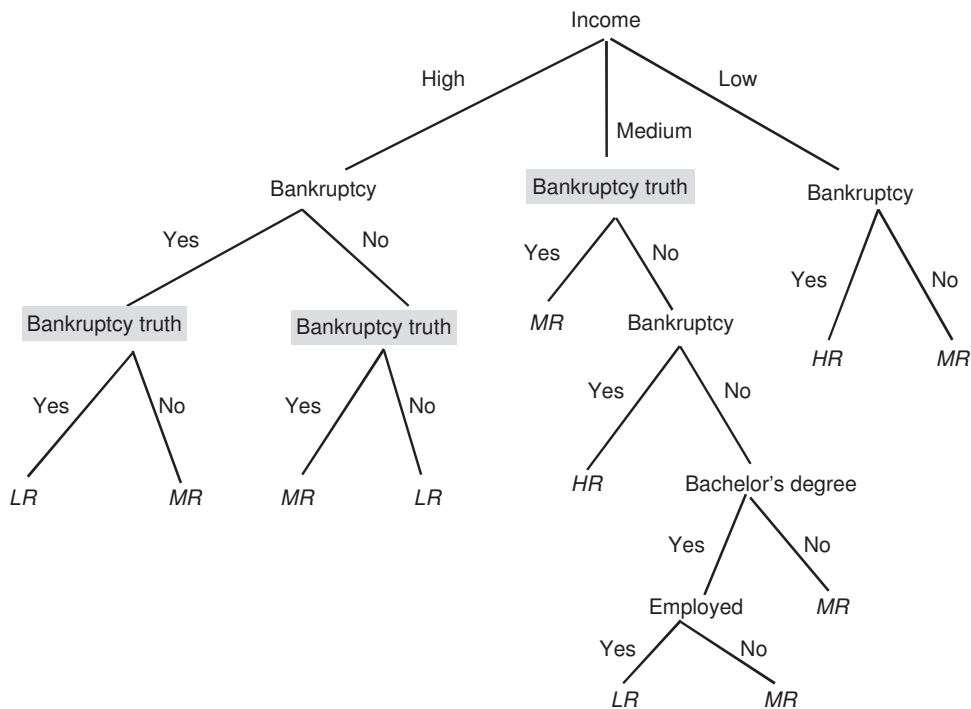 Income
High
Low
Medium
Bankruptcy
Bankruptcy truth
Bankruptcy
Yes
No
Yes
No
Yes
No
Bankruptcy truth
Bankruptcy truth
MR
Bankruptcy
HR
MR
Yes
No
Yes
No
Yes
No
LR
MR
MR
LR
HR
Bachelor’s degree
Yes
No
Employed
MR
Yes
No
LR
MR